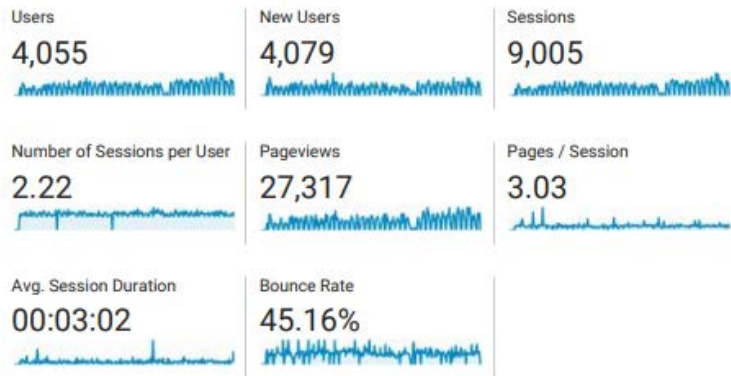 Users
4,055
New Users
4,079
Sessions
9,005
Number of Sessions per User
2.22
Pageviews
27,317
Pages / Session
3.03
Avg. Session Duration
00:03:02
Bounce Rate
45.16%